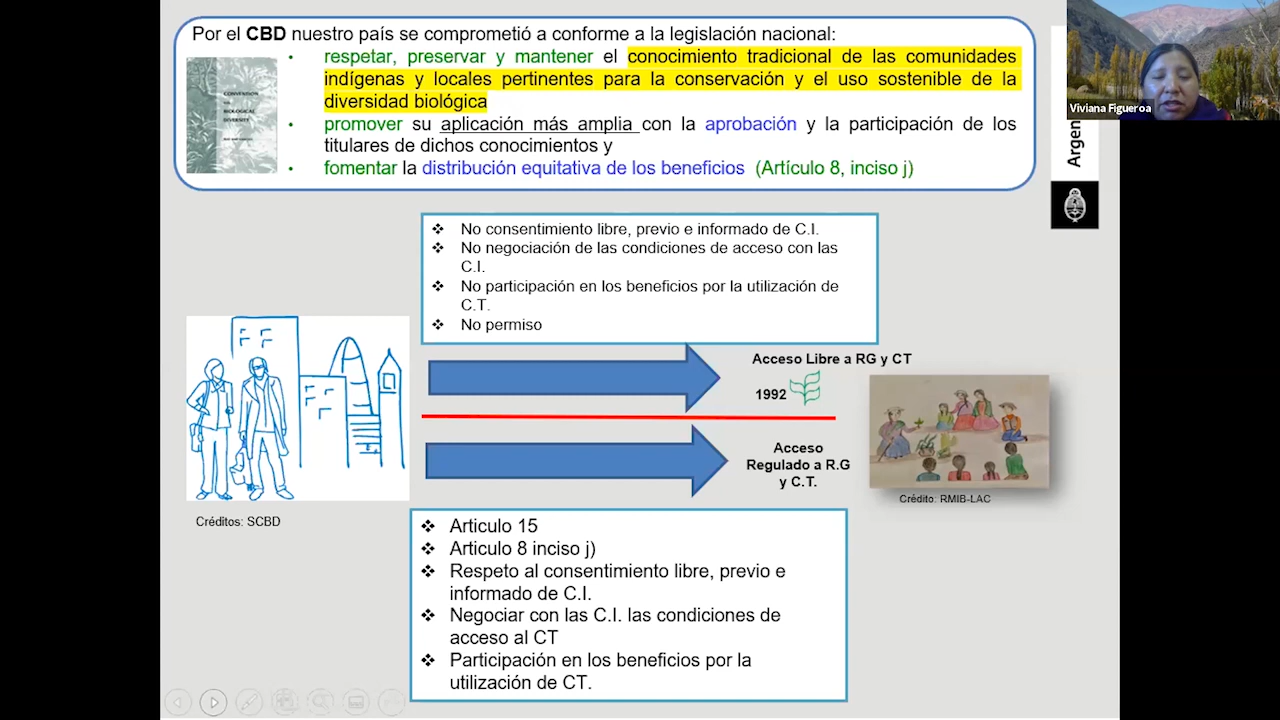 Por el CBD nuestro país se comprometió a conforme a la legislación nacional:
• respetar, preservar y mantener el conocimiento tradicional de las comunidades
indígenas y locales pertinentes para la conservación y el uso sostenible de la
diversidad biológica
• promover su aplicación más amplia con la aprobación y la participación de los
titulares de dichos conocimientos y
• fomentar la distribución equitativa de los beneficios (Artículo 8, inciso j)
CONVENTION
ON
BIOLOGICAL
DIVERSITY
Viviana Figueroa
Argen
❖ No consentimiento libre, previo e informado de C.I.
❖ No negociación de las condiciones de acceso con las
C.I.
❖ No participación en los beneficios por la utilización de
C.T.
❖ No permiso
Acceso Libre a RG y CT
1992
Acceso
Regulado a R.G
y C.T.
Crédito: RMIB-LAC
Créditos: SCBD
❖ Articulo 15
❖ Articulo 8 inciso j)
❖ Respeto al consentimiento libre, previo e
informado de C.I.
❖ Negociar con las C.I. las condiciones de
acceso al CT
❖ Participación en los beneficios por la
utilización de CT.